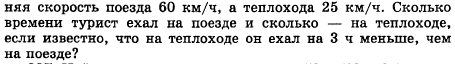 няя скорость поезда 60 км/ч, а теплохода 25 км/ч. Сколько
времени турист ехал на поезде и сколько — на теплоходе,
если известно, что на теплоходе он ехал на 3 ч меньше, чем
на поезде?